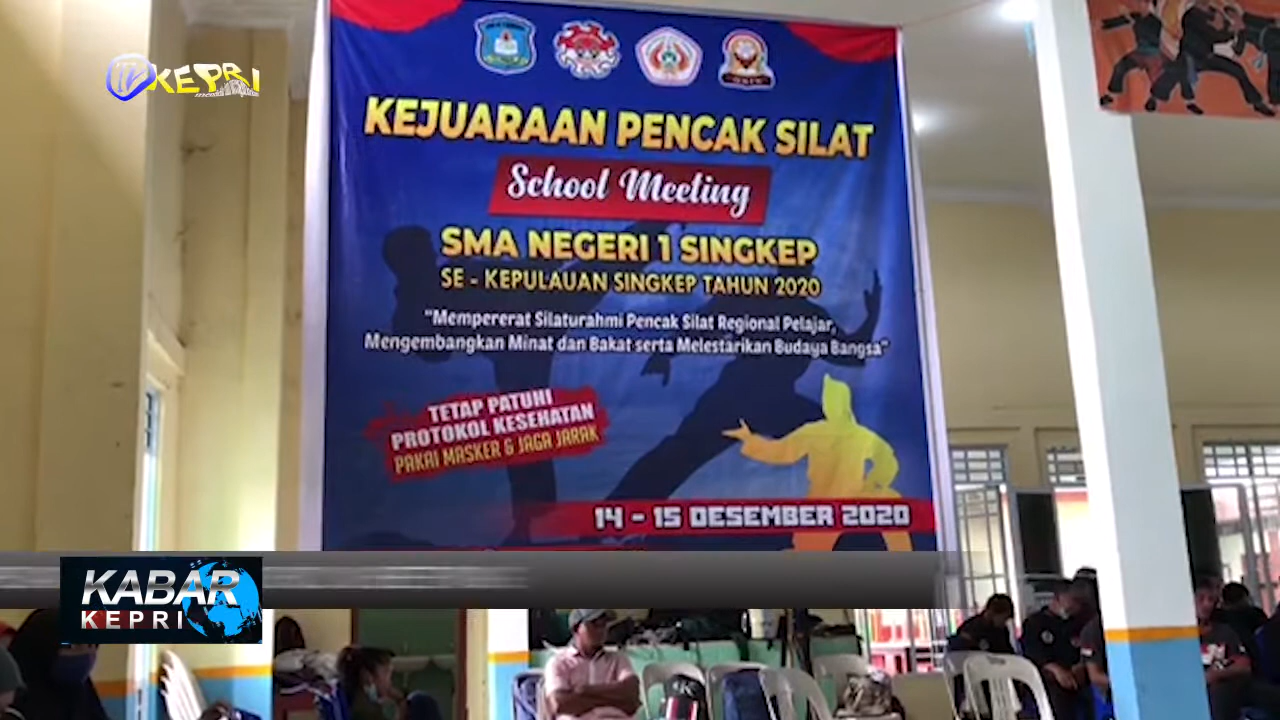 TV KEPRI
KEJUARAAN PENCAK SILAT
School Meeting
SMA NEGERI 1 SINGKEP
SE - KEPULAUAN SINGKEP TAHUN 2020
"Mempererat Silaturahmi Pencak Silat Regional Pelajar,
Mengembangkan Minat dan Bakat serta Melestarikan Budaya Bangsa"
TETAP PATUHI
PROTOKOL KESEHATAN
PAKAI MASKER & JAGA JARAK
14 - 15 DESEMBER 2020
KABAR
KEPRI